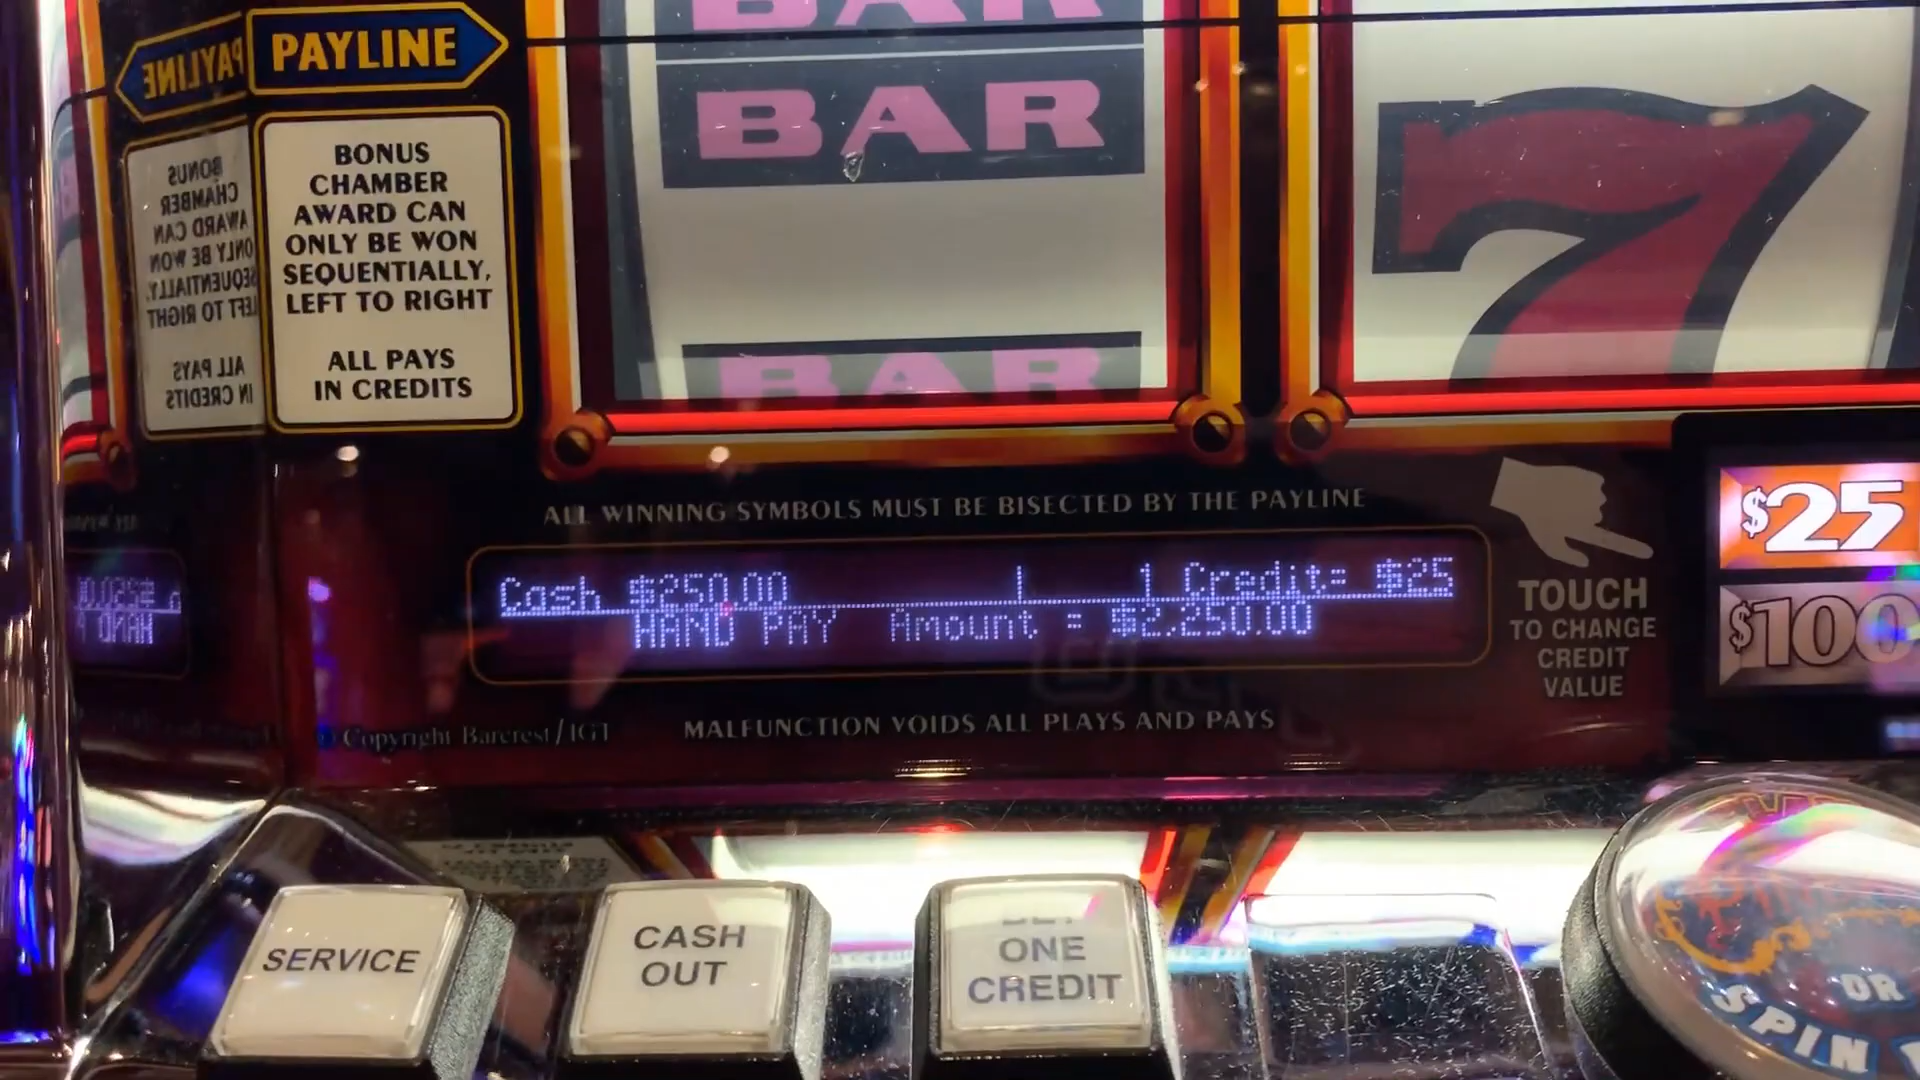 BAR
PAYLINE
PAYLINE
BAR
BONUS
CHAMBER
AWARD CAN
ONLY BE WON
SEQUENTIALLY,
LEFT TO RIGHT
ALL PAYS
IN CREDITS
BONUS
CHAMBER
AWARD CAN
ONLY BE WON
SEQUENTIALLY,
LEFT TO RIGHT
ALL PAYS
IN CREDITS
BAR
7
ALL WINNING SYMBOLS MUST BE BISECTED BY THE PAYLINE
Cash $250.00 | 1 Credit= $25
HAND PAY Amount = $2,250.00
TOUCH
TO CHANGE
CREDIT
VALUE
$25
$100
© Copyright Barcrest/IGT
MALFUNCTION VOIDS ALL PLAYS AND PAYS
SERVICE
CASH
OUT
BET
ONE
CREDIT
OR
SPIN